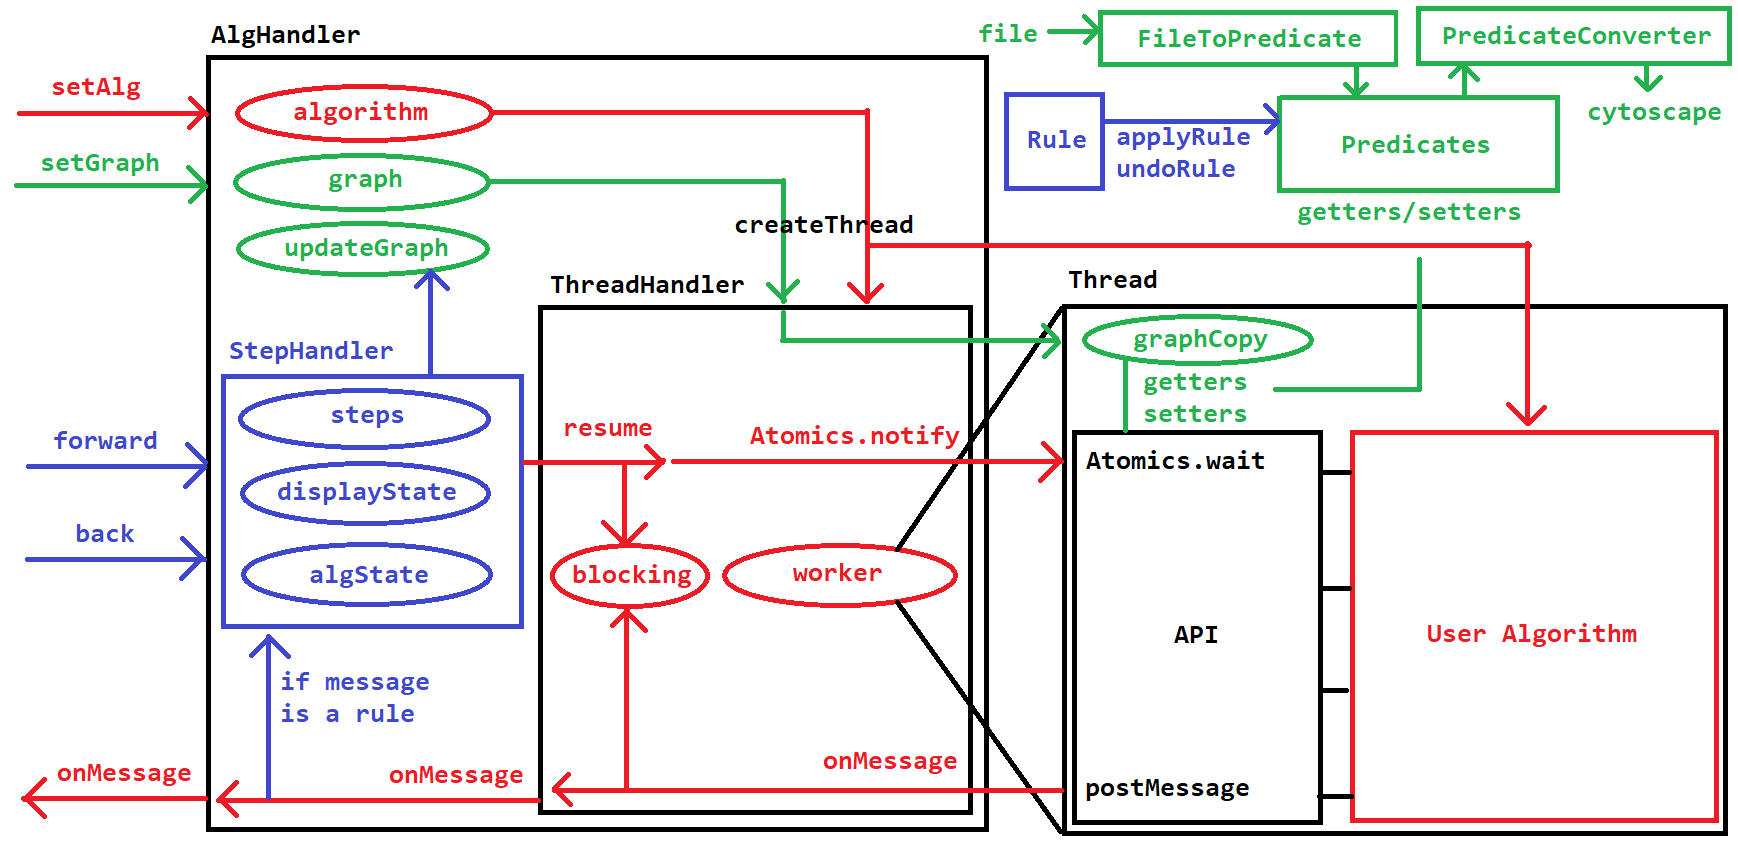 AlgHandler
setAlg
algorithm
setGraph
graph
updateGraph
createThread
StepHandler
steps
displayState
algState
forward
back
if message
is a rule
onMessage
onMessage
ThreadHandler
resume
Atomics.notify
blocking
worker
onMessage
file
FileToPredicate
PredicateConverter
cytoscape
Rule
applyRule
undoRule
Predicates
getters/setters
Thread
graphCopy
getters
setters
Atomics.wait
API
postMessage
User Algorithm